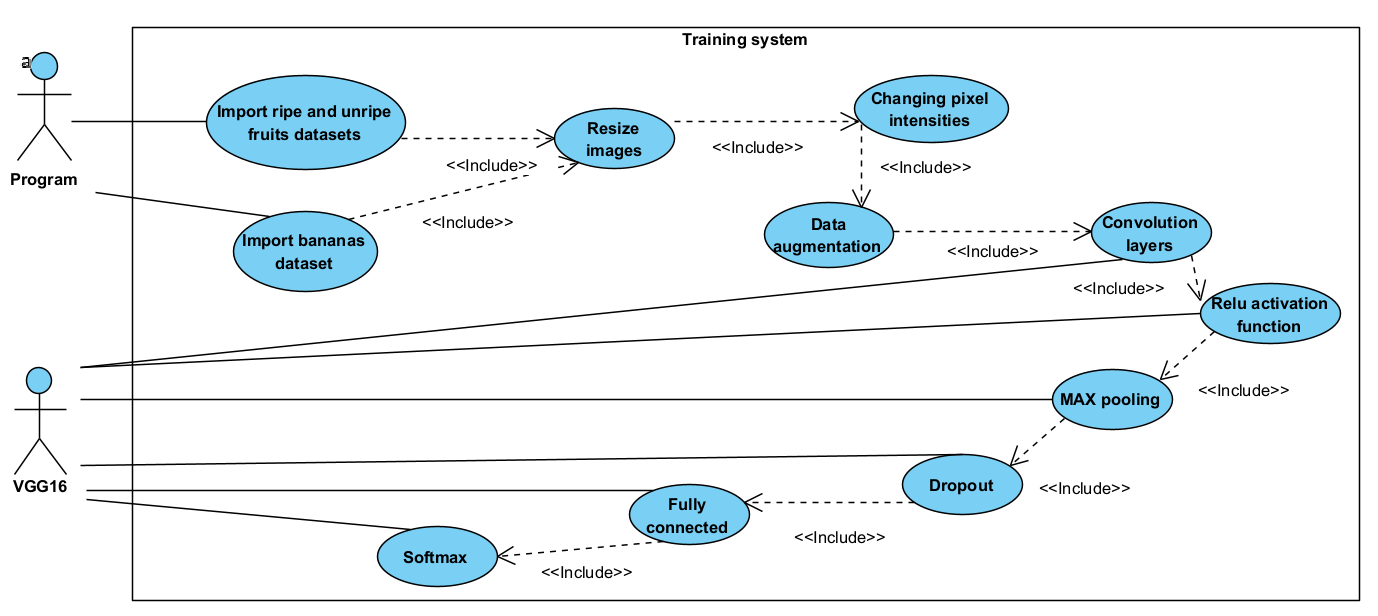 Training system
a
Program
Import ripe and unripe
fruits datasets
<<Include>>
Resize
images
<<Include>>
Changing pixel
intensities
<<Include>>
Import bananas
dataset
<<Include>>
Data
augmentation
<<Include>>
Convolution
layers
<<Include>>
Relu activation
function
<<Include>>
MAX pooling
<<Include>>
VGG16
Dropout
<<Include>>
Fully
connected
<<Include>>
Softmax